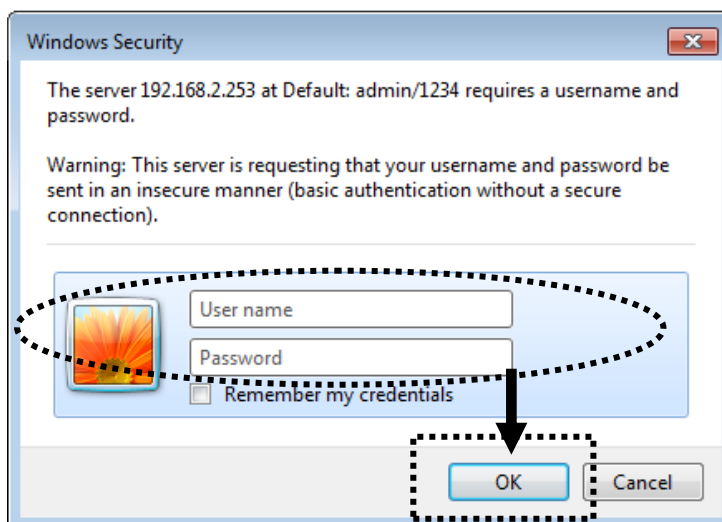 Windows Security
The server 192.168.2.253 at Default: admin/1234 requires a username and
password.
Warning: This server is requesting that your username and password be
sent in an insecure manner (basic authentication without a secure
connection).
User name
Password
Remember my credentials
OK
Cancel